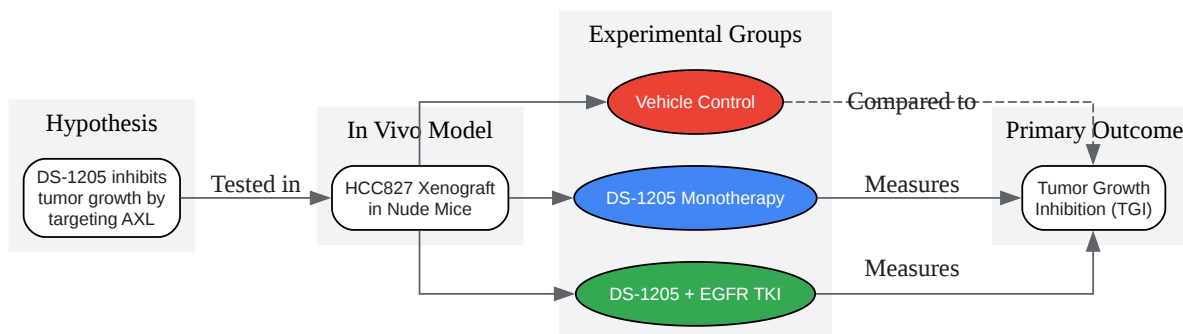 Experimental Groups
Vehicle Control
Compared to
Hypothesis
DS-1205 inhibits
tumor growth by
targeting AXL
Tested in
In Vivo Model
HCC827 Xenograft
in Nude Mice
DS-1205 Monotherapy
Measures
DS-1205 + EGFR TKI
Measures
Primary Outcome
Tumor Growth
Inhibition (TGI)